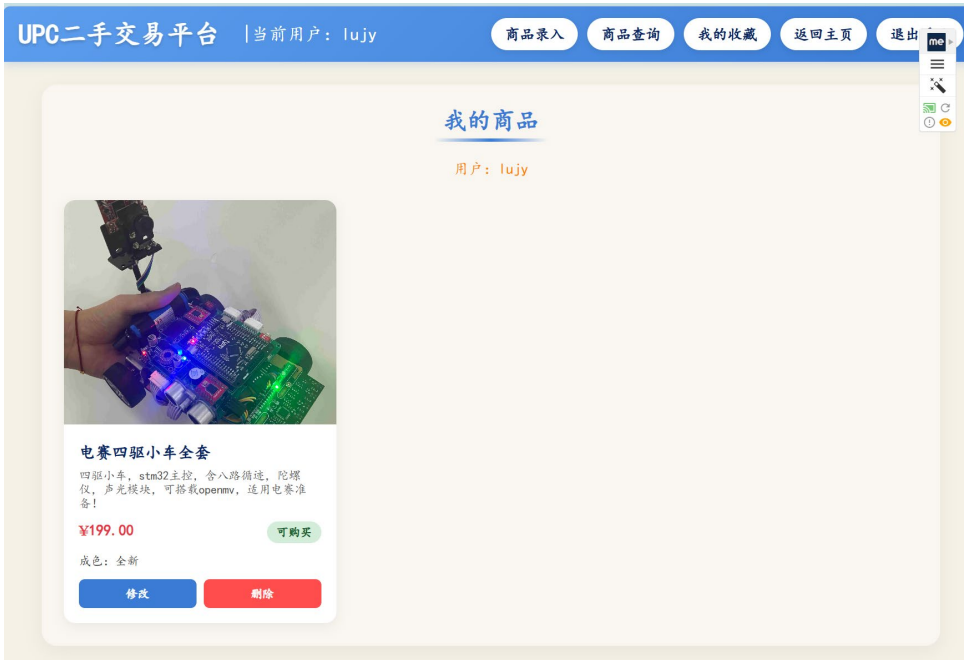 UPC二手交易平台 |当前用户: lujy 商品录入 商品查询 我的收藏 返回主页 退出
me
我的商品
用户: lujy
电赛四驱小车全套
四驱小车, stm32主控, 含八路循迹, 陀螺
仪, 声光模块, 可搭载openmv, 适用电赛准
备!
¥199.00 可购买
成色: 全新
修改 删除